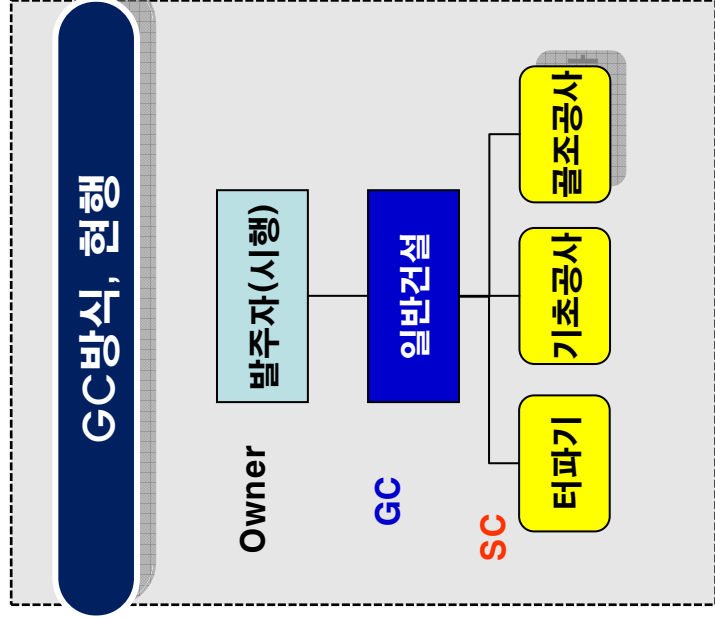 GC방식, 현행
Owner
발주자(시행)
GC
일반건설
SC
터파기
기초공사
골조공사